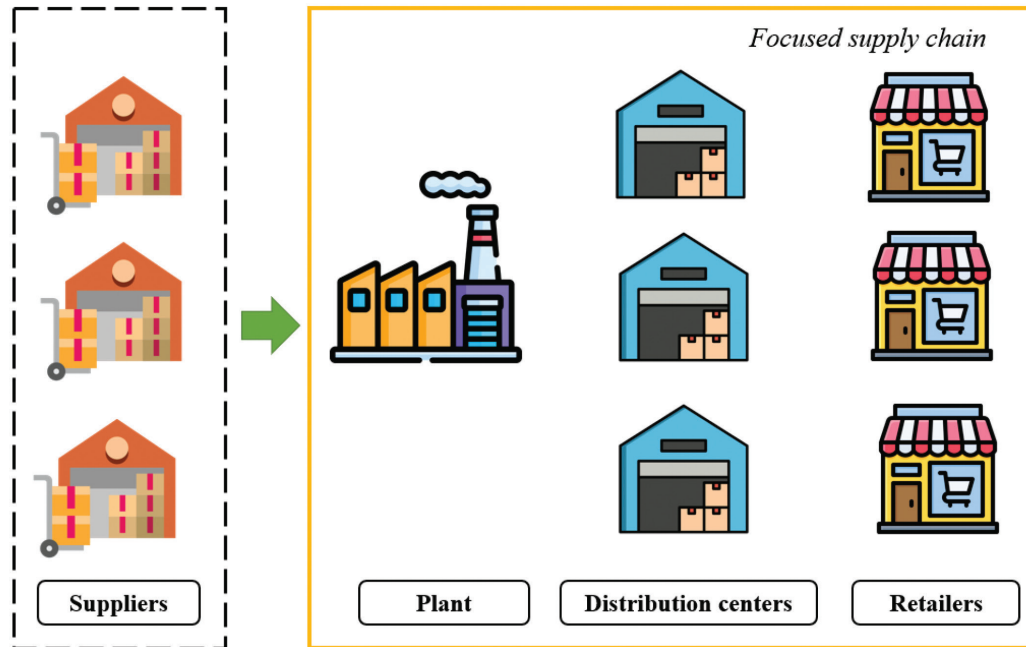 Focused supply chain
Suppliers
Plant
Distribution centers
Retailers